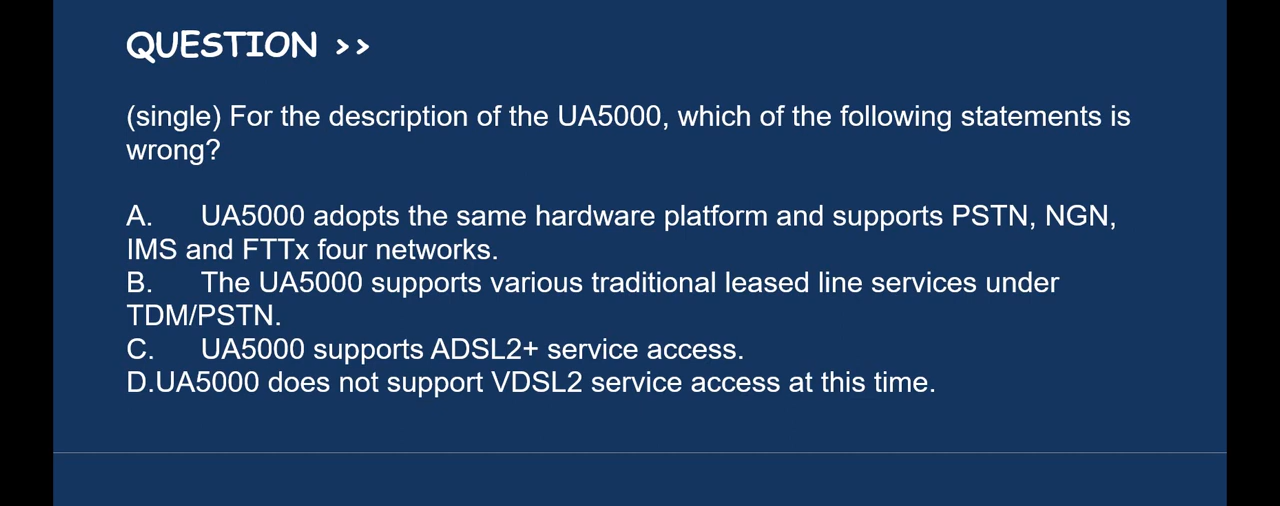 QUESTION >>
(single) For the description of the UA5000, which of the following statements is
wrong?
A. UA5000 adopts the same hardware platform and supports PSTN, NGN,
IMS and FTTx four networks.
B. The UA5000 supports various traditional leased line services under
TDM/PSTN.
C. UA5000 supports ADSL2+ service access.
D.UA5000 does not support VDSL2 service access at this time.